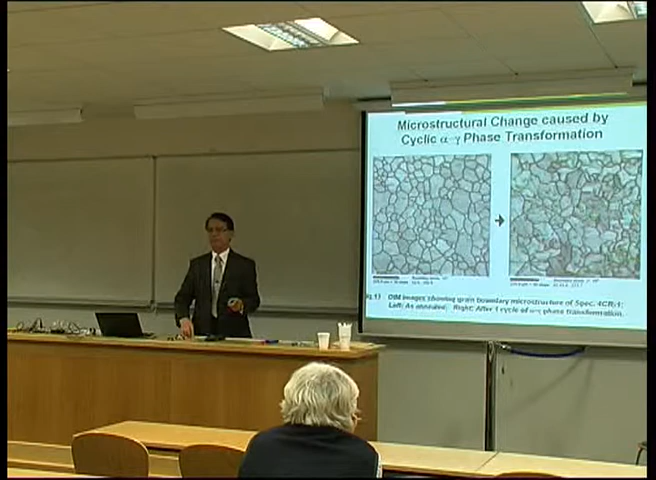 Microstructural Change caused by
Cyclic α-γ Phase Transformation
OIM images showing grain boundary microstructure of Spec. 4CR-1;
Left: As annealed. Right: After 1 cycle of α-γ phase transformation.